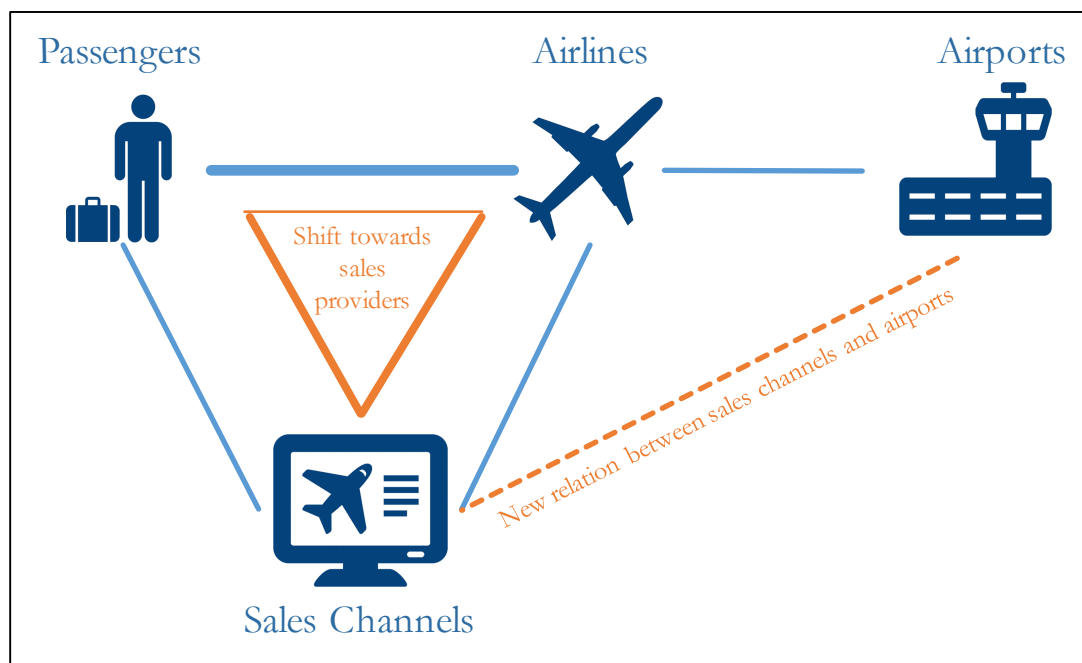 Passengers
Airlines
Airports
Shift towards
sales
providers
New relation between sales channels and airports
Sales Channels